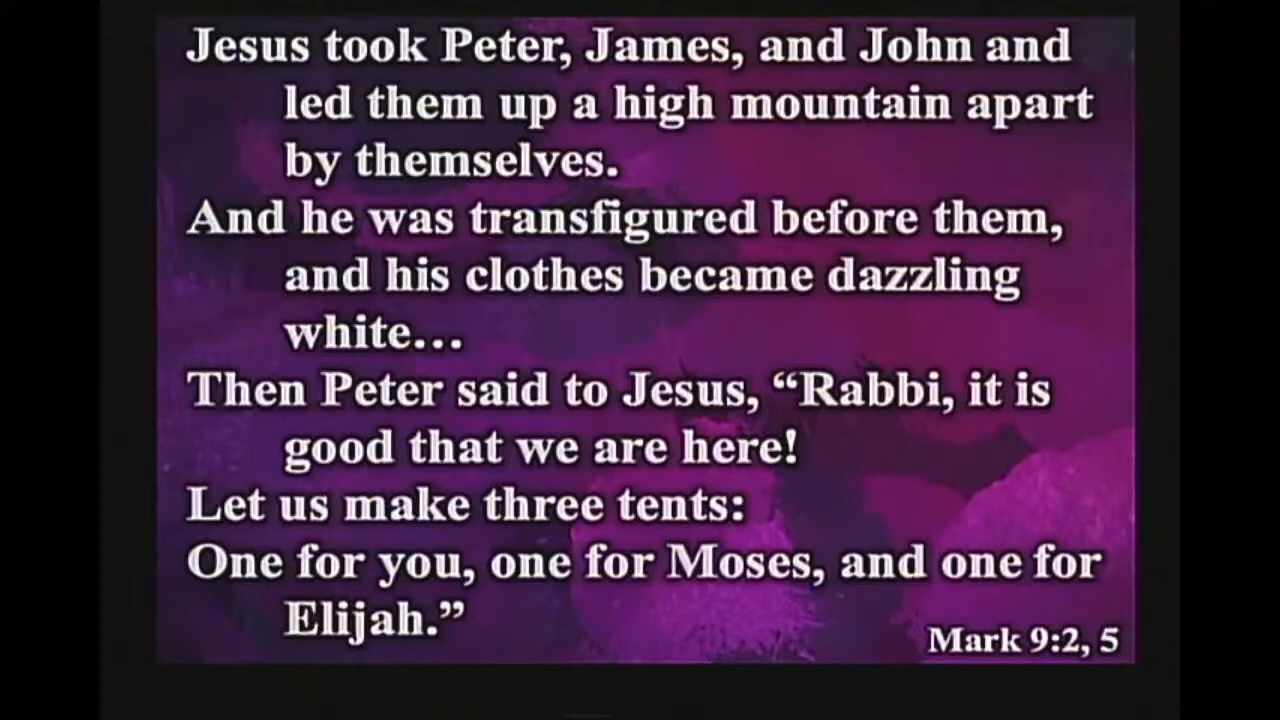 Jesus took Peter, James, and John and
led them up a high mountain apart
by themselves.
And he was transfigured before them,
and his clothes became dazzling
white...
Then Peter said to Jesus, “Rabbi, it is
good that we are here!
Let us make three tents:
One for you, one for Moses, and one for
Elijah.”
Mark 9:2, 5